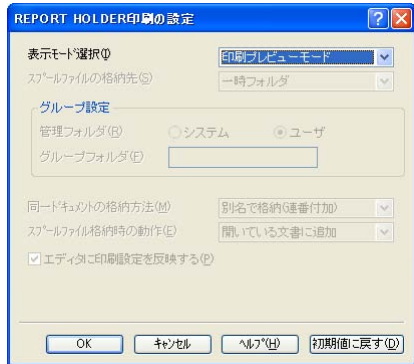 REPORT HOLDER印刷の設定
表示モード選択(I) 印刷プレビューモード
スプールファイルの格納先(S) 一時フォルダ
グループ設定
管理フォルダ(R) システム ユーザ
グループフォルダ(F)
同一ドキュメントの格納方法(M) 別名で格納(連番付加)
スプールファイル格納時の動作(E) 開いている文書に追加
エディタに印刷設定を反映する(P)
OK キャンセル ヘルプ(H) 初期値に戻す(D)